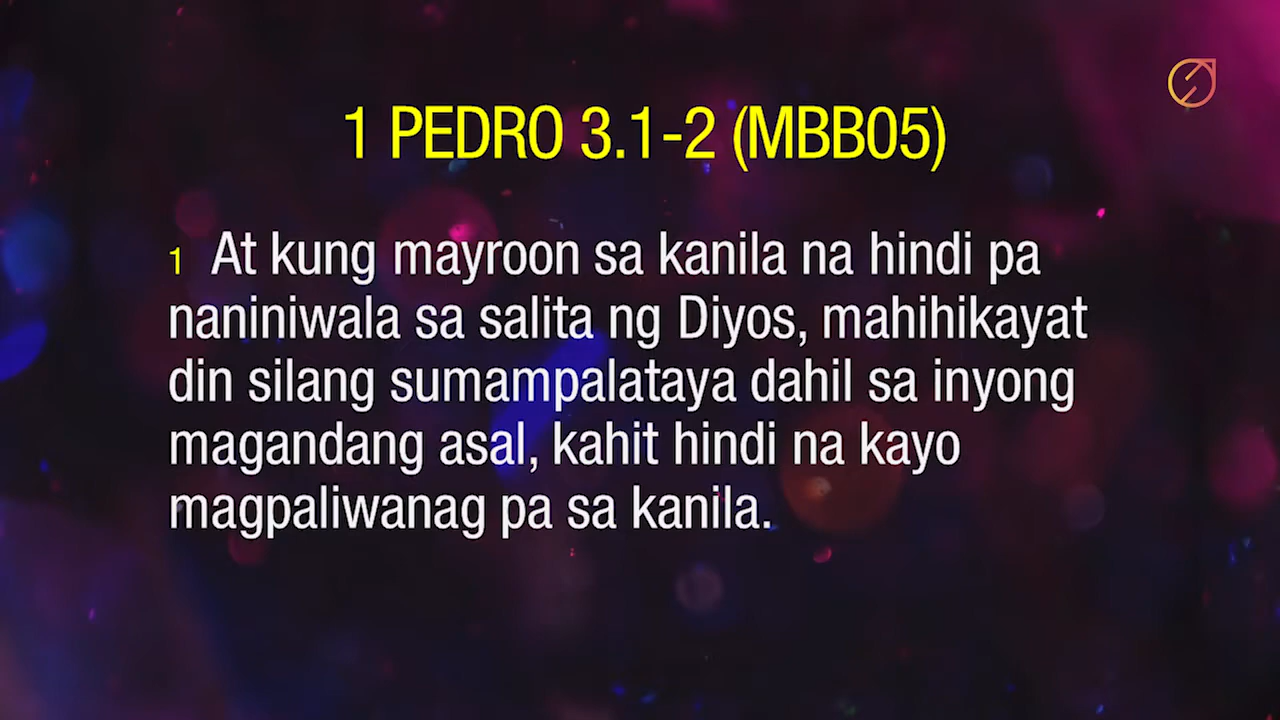 1 PEDRO 3.1-2 (MBB05)
1 At kung mayroon sa kanila na hindi pa
naniniwala sa salita ng Diyos, mahihikayat
din silang sumampalataya dahil sa inyong
magandang asal, kahit hindi na kayo
magpaliwanag pa sa kanila.